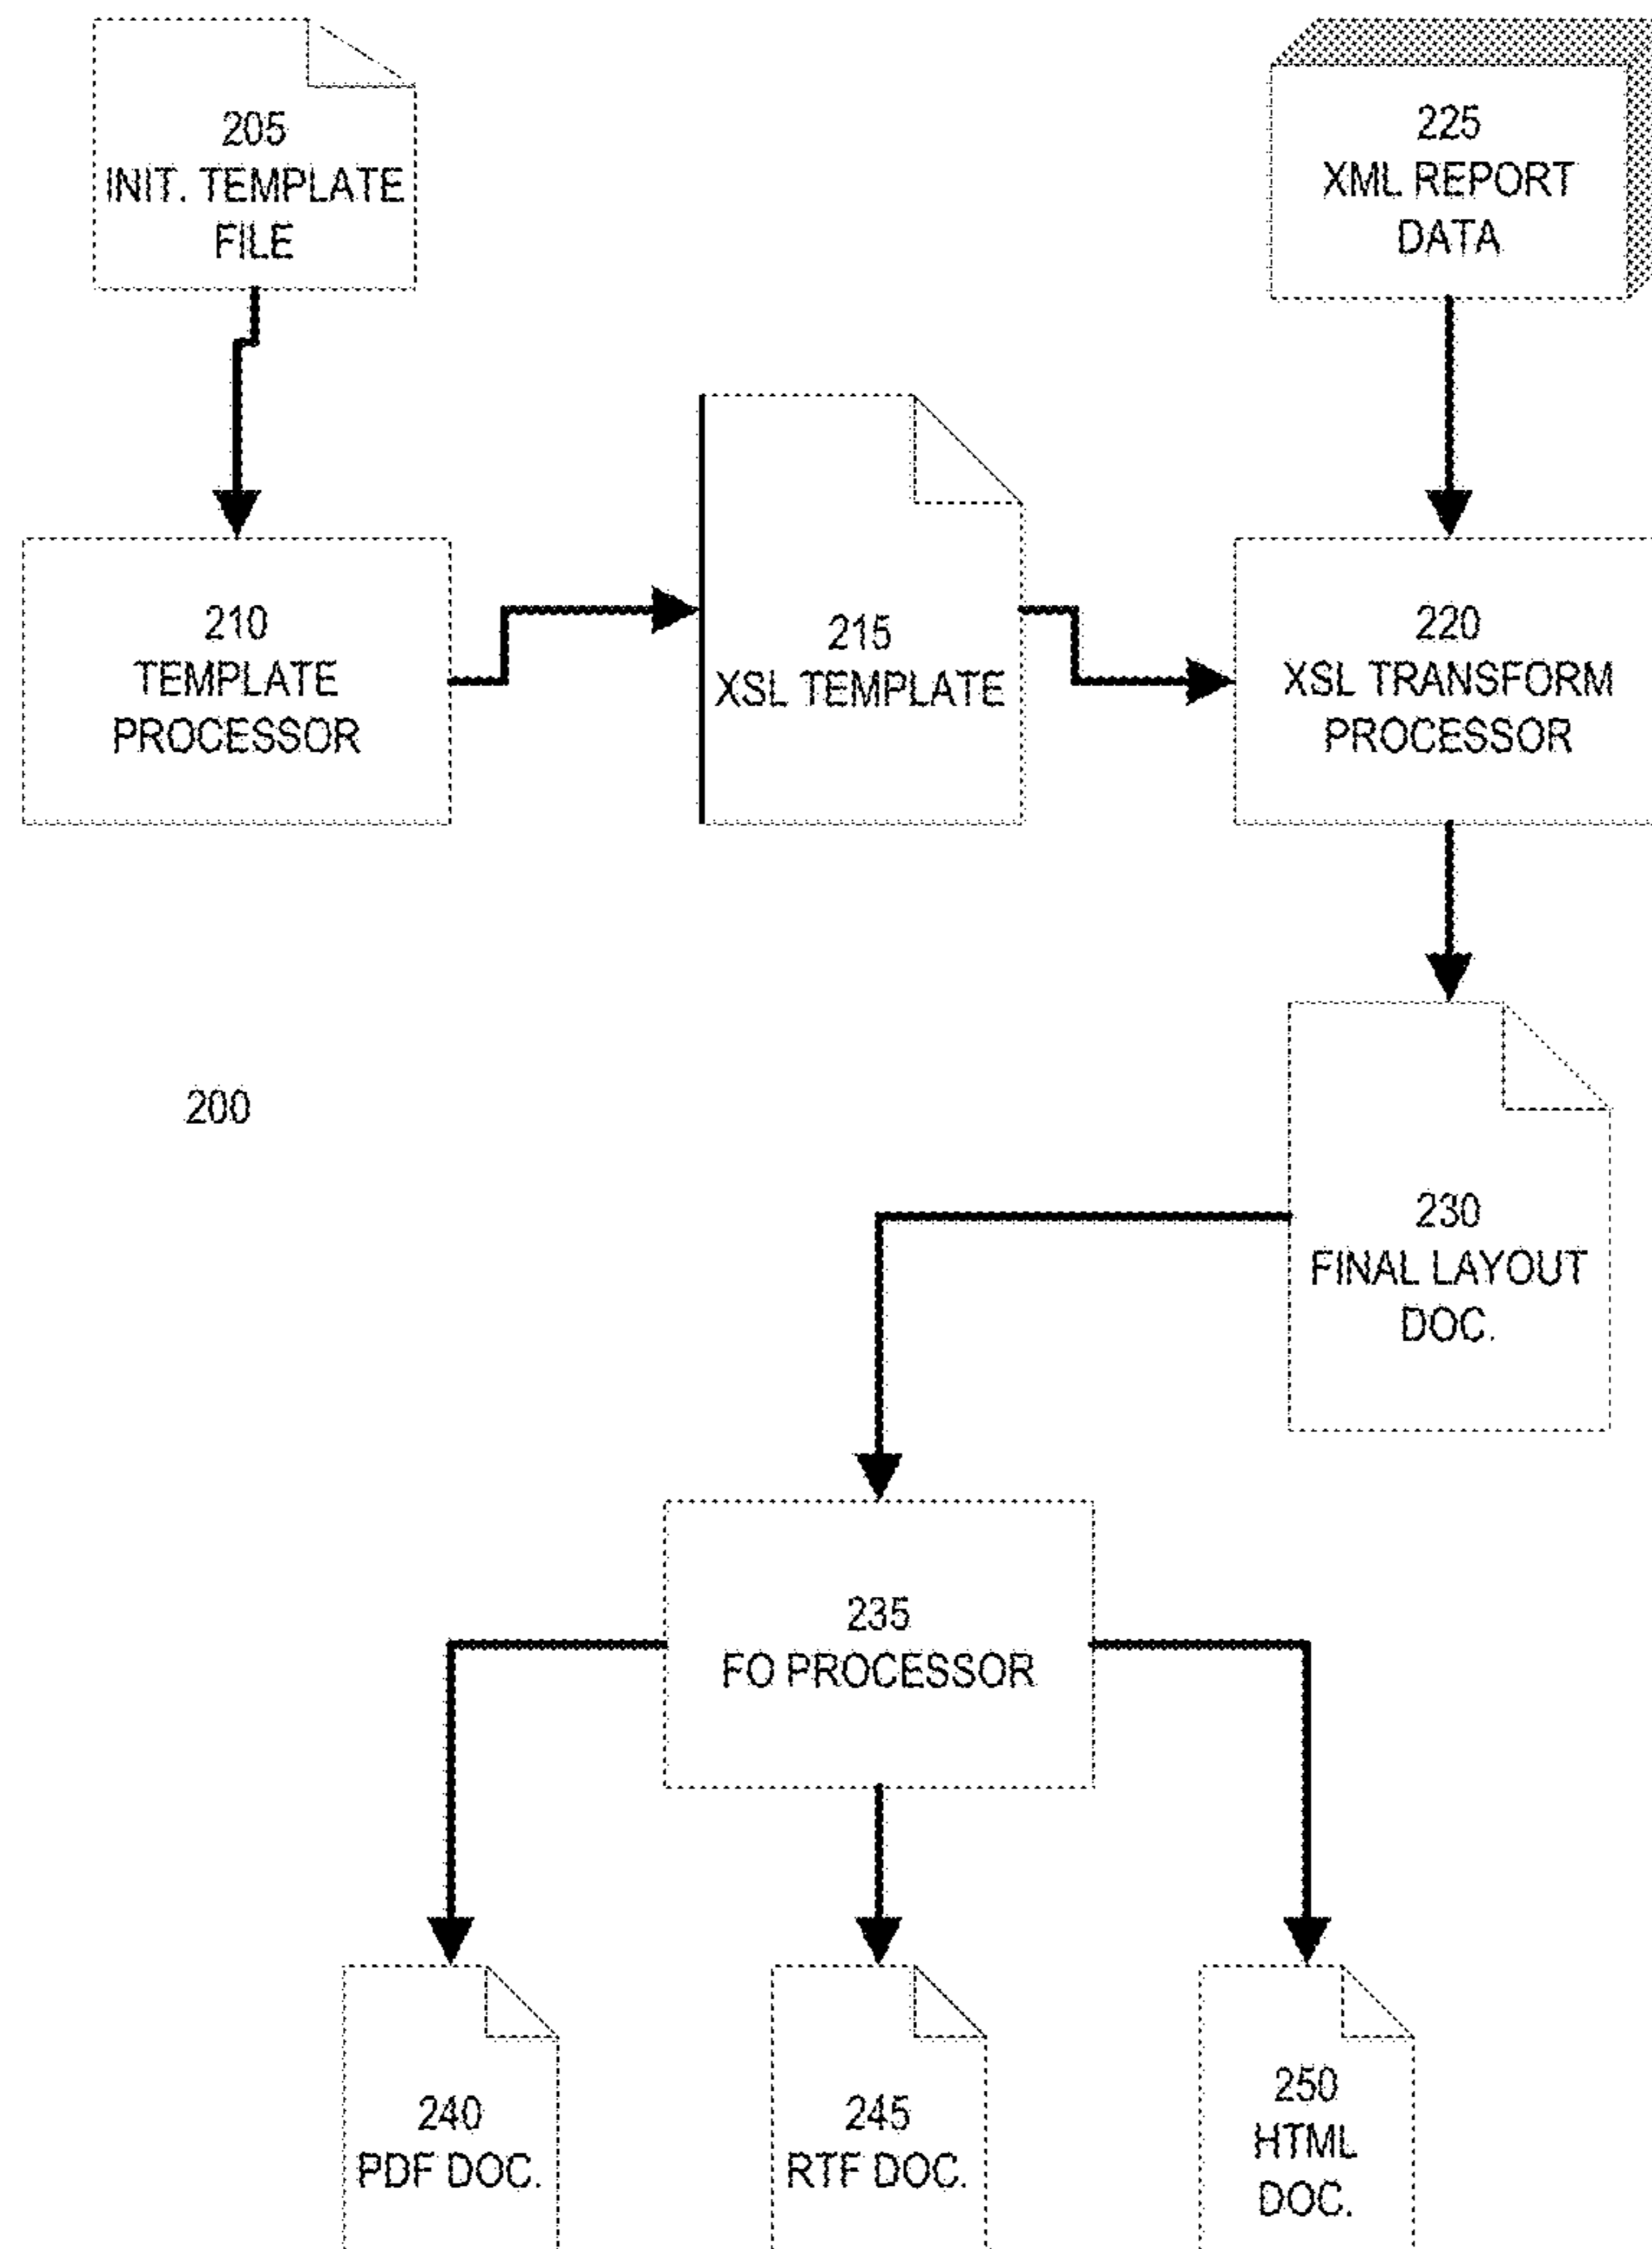 205
INIT. TEMPLATE
FILE
225
XML REPORT
DATA
210
TEMPLATE
PROCESSOR
215
XSL TEMPLATE
220
XSL TRANSFORM
PROCESSOR
200
230
FINAL LAYOUT
DOC.
235
FO PROCESSOR
240
PDF DOC.
245
RTF DOC.
250
HTML
DOC.